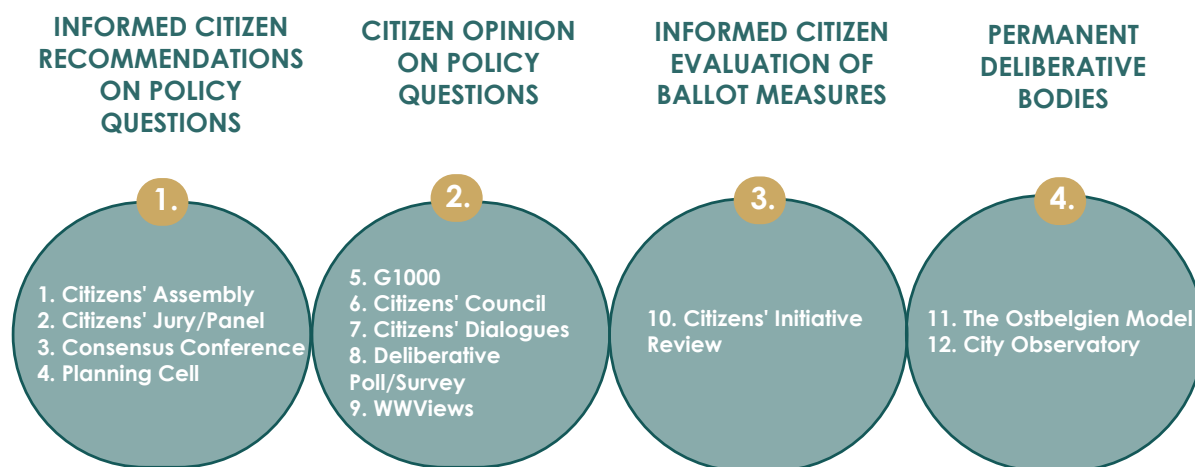 INFORMED CITIZEN
RECOMMENDATIONS
ON POLICY
QUESTIONS
1.
1. Citizens' Assembly
2. Citizens' Jury/Panel
3. Consensus Conference
4. Planning Cell
CITIZEN OPINION
ON POLICY
QUESTIONS
2.
5. G1000
6. Citizens' Council
7. Citizens' Dialogues
8. Deliberative
Poll/Survey
9. WWViews
INFORMED CITIZEN
EVALUATION OF
BALLOT MEASURES
3.
10. Citizens' Initiative
Review
PERMANENT
DELIBERATIVE
BODIES
4.
11. The Ostbelgien Model
12. City Observatory